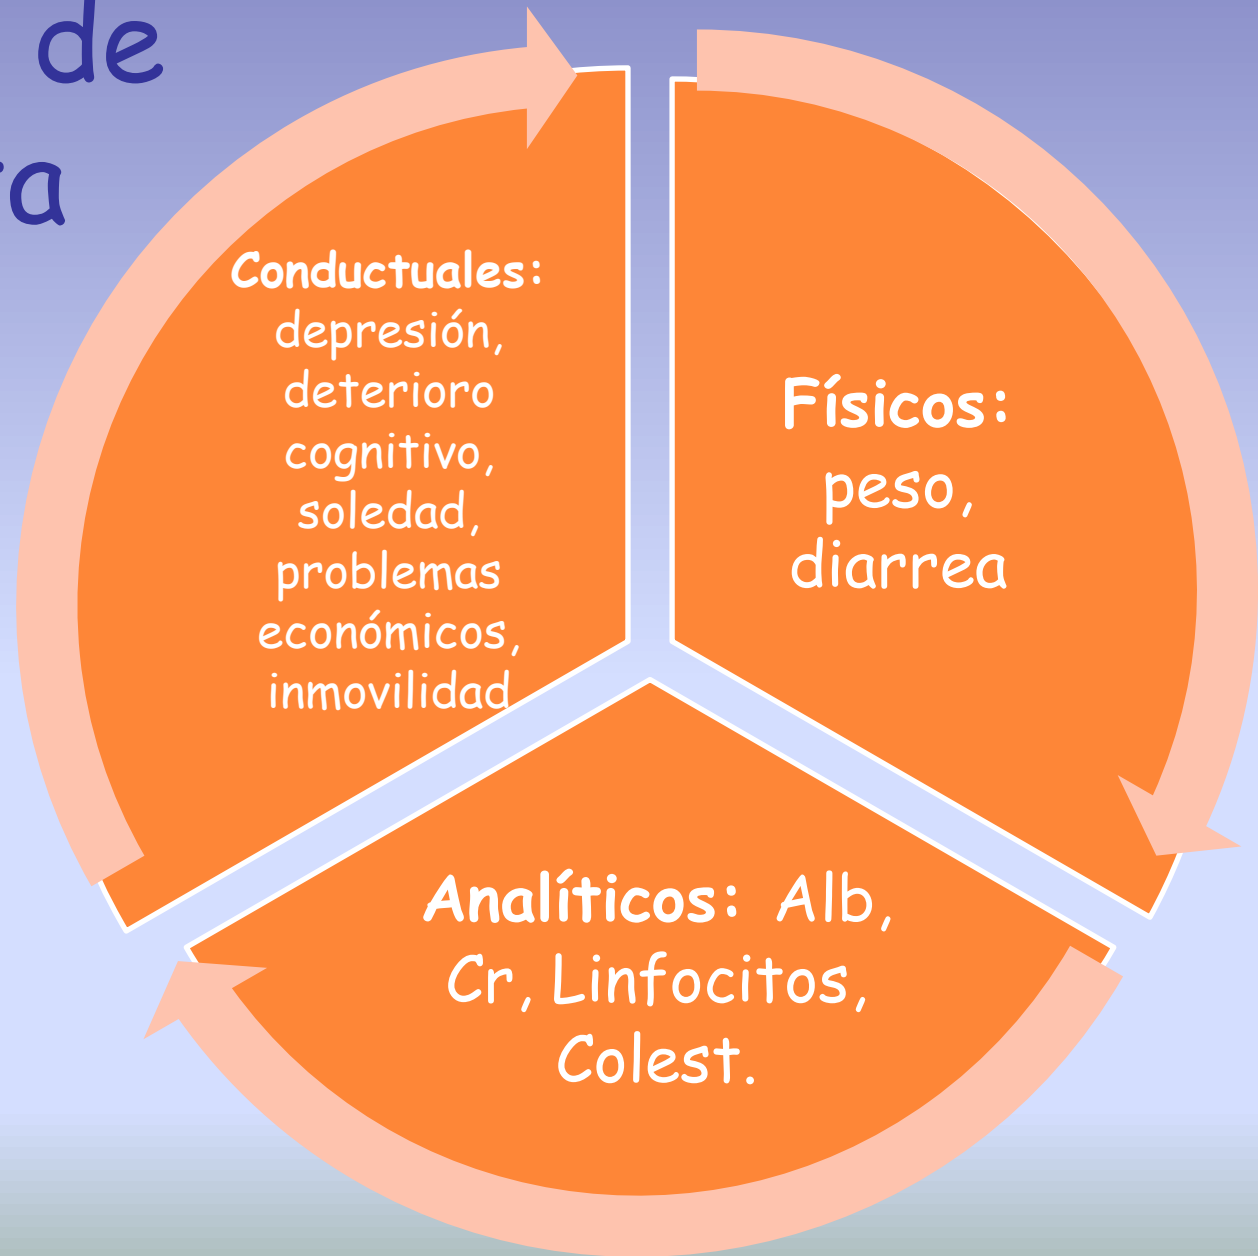 de
Conductuales:
depresión,
deterioro
cognitivo,
soledad,
problemas
económicos,
inmovilidad
Físicos:
peso,
diarrea
Analíticos: Alb,
Cr, Linfocitos,
Colest.